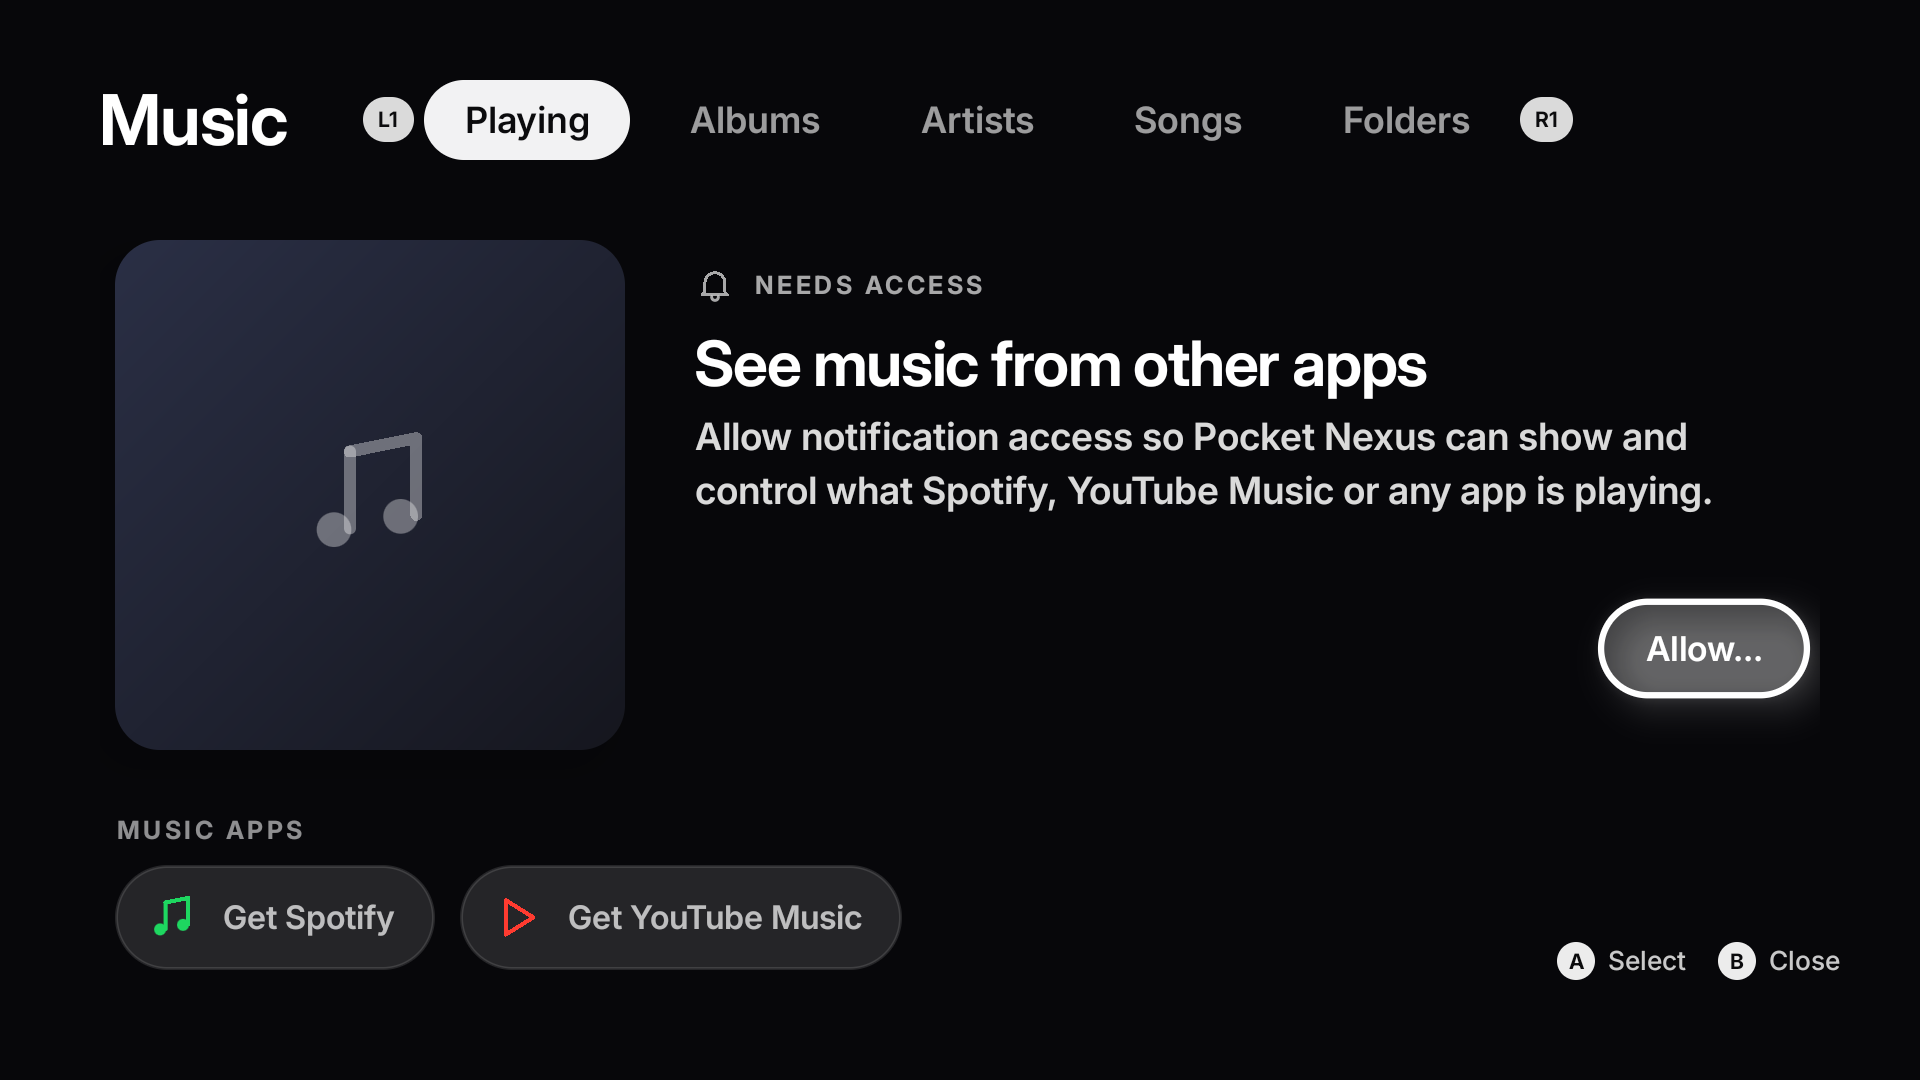 Music
L1
Playing
Albums
Artists
Songs
Folders
R1
NEEDS ACCESS
See music from other apps
Allow notification access so Pocket Nexus can show and
control what Spotify, YouTube Music or any app is playing.
Allow...
MUSIC APPS
Get Spotify
Get YouTube Music
A Select
B Close